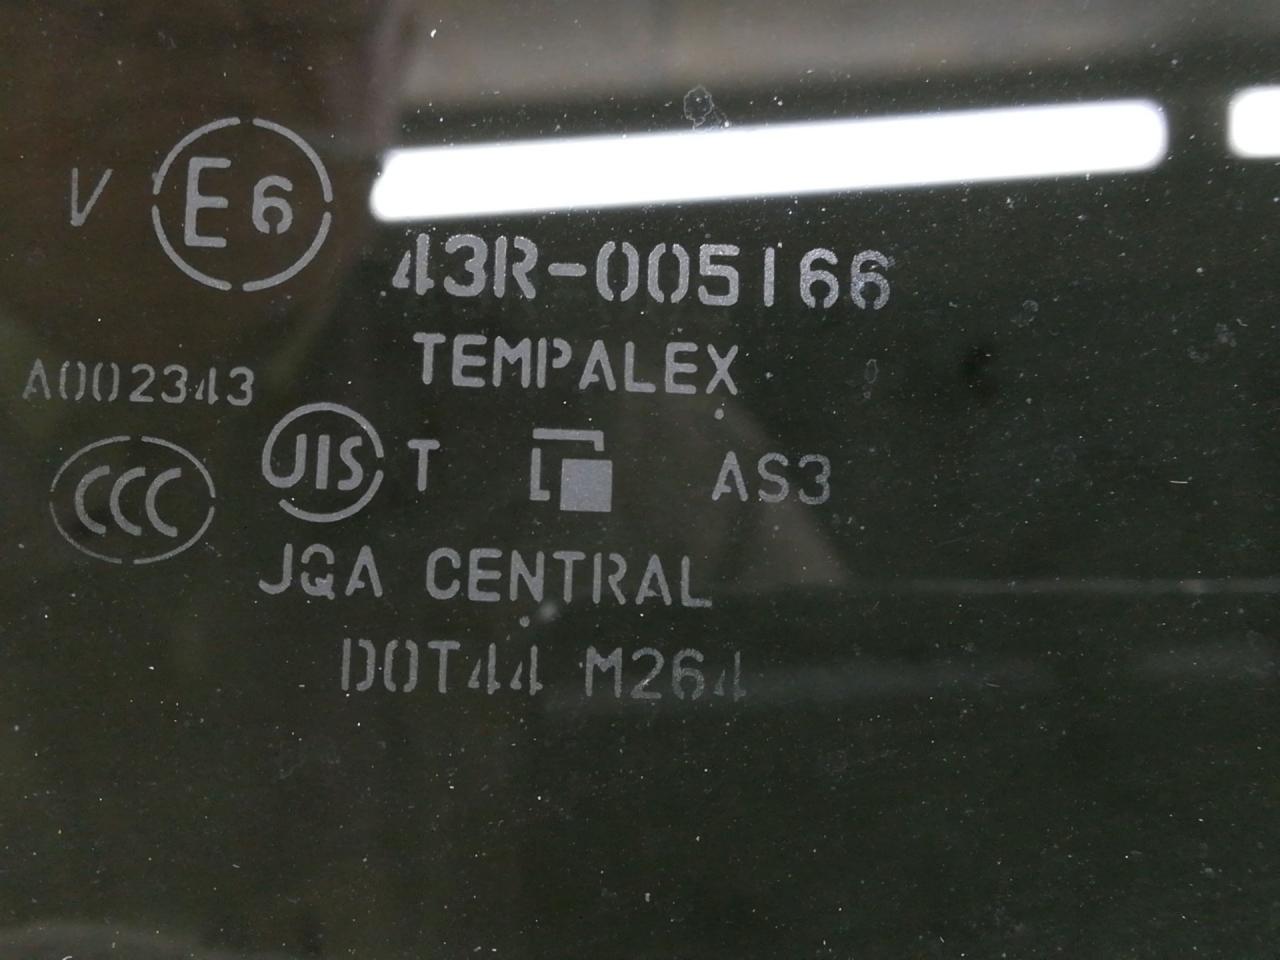 V E6
43R-005166
TEMPALEX
A002343
CCC JIS T AS3
JQA CENTRAL
DOT44 M264